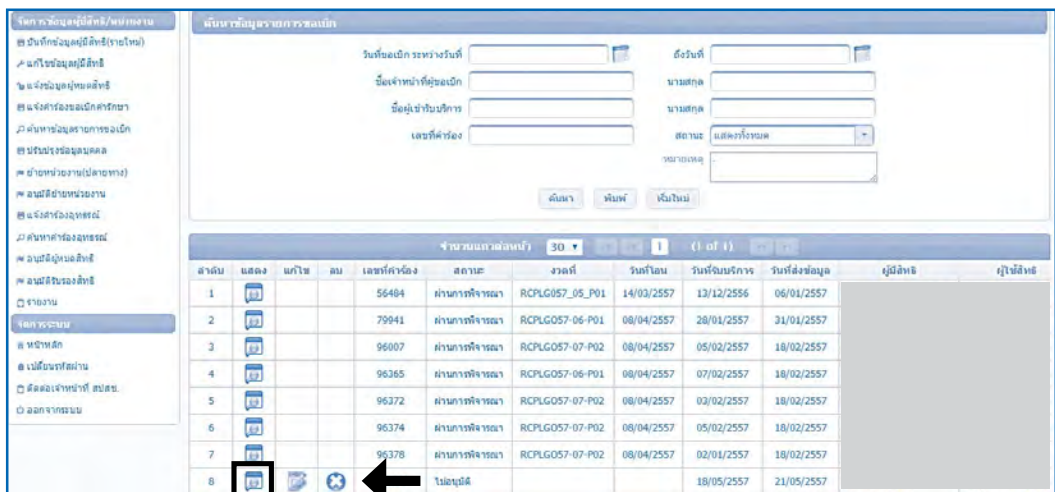 จัดการข้อมูลผู้มีสิทธิ/หน่วยงาน
บันทึกข้อมูลผู้มีสิทธิ(รายใหม่)
แก้ไขข้อมูลผู้มีสิทธิ
แจ้งข้อมูลผู้หมดสิทธิ
แจ้งคำร้องขอเบิกค่ารักษา
ค้นหาข้อมูลรายการขอเบิก
ปรับปรุงข้อมูลบุคคล
ย้ายหน่วยงาน(ปลายทาง)
อนุมัติย้ายหน่วยงาน
แจ้งคำร้องอุทธรณ์
ค้นหาคำร้องอุทธรณ์
อนุมัติผู้หมดสิทธิ
อนุมัติรับรองสิทธิ
รายงาน
จัดการระบบ
หน้าหลัก
เปลี่ยนรหัสผ่าน
ติดต่อเจ้าหน้าที่ สปสช.
ออกจากระบบ
ค้นหาข้อมูลรายการขอเบิก
วันที่ขอเบิก ระหว่างวันที่ ถึงวันที่
ชื่อเจ้าหน้าที่ผู้ขอเบิก นามสกุล
ชื่อผู้เข้ารับบริการ นามสกุล
เลขที่คำร้อง สถานะ แสดงทั้งหมด
หมายเหตุ -
ค้นหา พิมพ์ เริ่มใหม่
จำนวนแถวต่อหน้า 30 1 (1 of 1)
ลำดับ แสดง แก้ไข ลบ เลขที่คำร้อง สถานะ งวดที่ วันที่โอน วันที่รับบริการ วันที่ส่งข้อมูล ผู้มีสิทธิ ผู้ใช้สิทธิ
1 56484 ผ่านการพิจารณา RCPLGO57_05_P01 14/03/2557 13/12/2556 06/01/2557
2 79941 ผ่านการพิจารณา RCPLGO57-06-P01 08/04/2557 28/01/2557 31/01/2557
3 96007 ผ่านการพิจารณา RCPLGO57-07-P02 08/04/2557 05/02/2557 18/02/2557
4 96365 ผ่านการพิจารณา RCPLGO57-06-P01 08/04/2557 07/02/2557 18/02/2557
5 96372 ผ่านการพิจารณา RCPLGO57-07-P02 08/04/2557 03/02/2557 18/02/2557
6 96374 ผ่านการพิจารณา RCPLGO57-07-P02 08/04/2557 05/02/2557 18/02/2557
7 96378 ผ่านการพิจารณา RCPLGO57-07-P02 08/04/2557 02/01/2557 18/02/2557
8 ไม่อนุมัติ 18/05/2557 21/05/2557